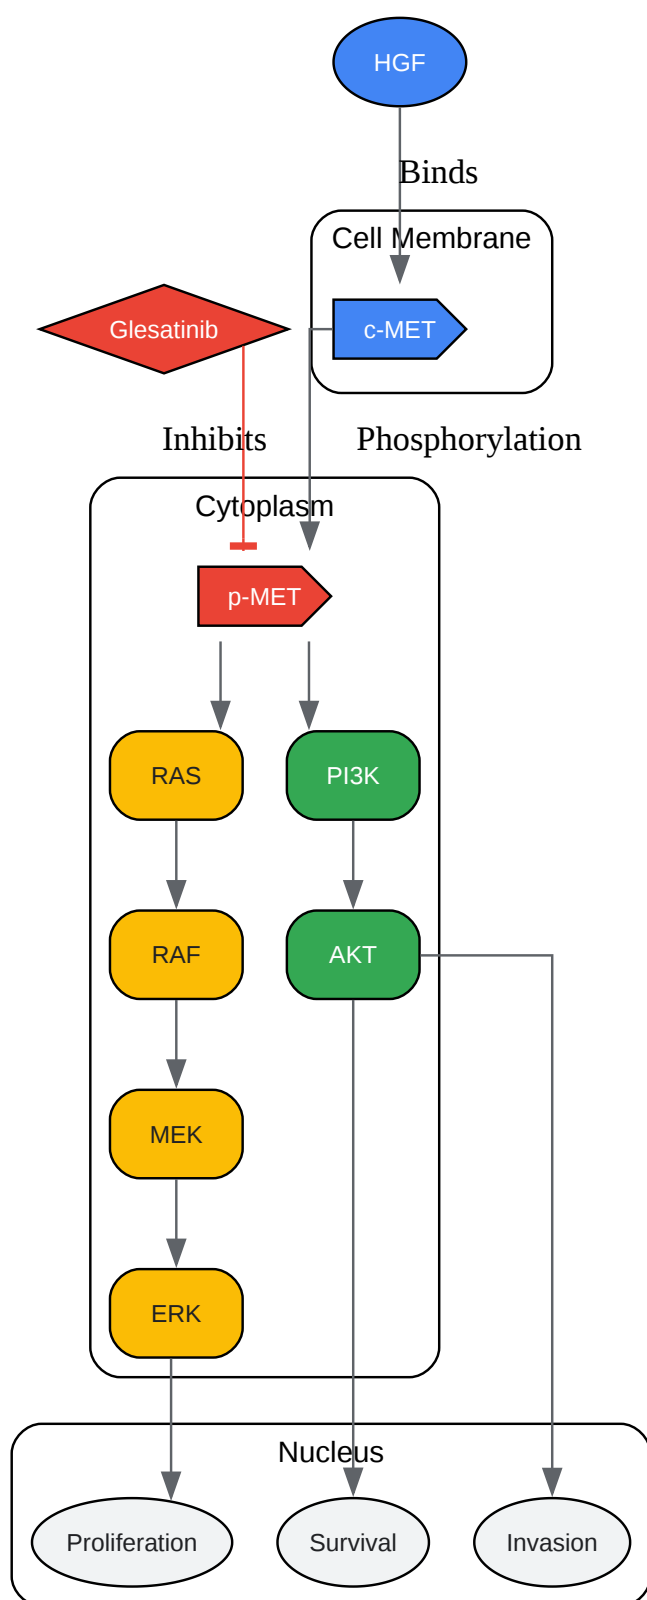 HGF
Binds
Cell Membrane
Glesatinib
c-MET
Inhibits
Phosphorylation
Cytoplasm
p-MET
RAS
PI3K
RAF
AKT
MEK
ERK
Nucleus
Proliferation
Survival
Invasion